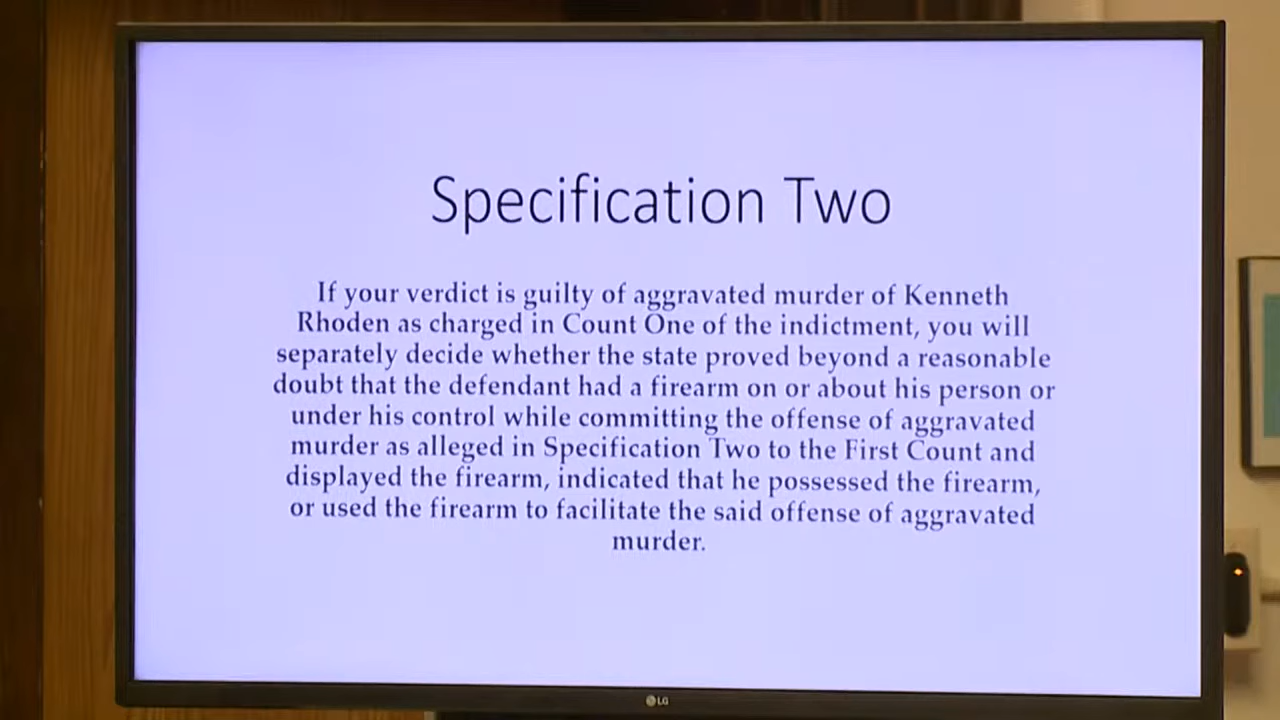 Specification Two
If your verdict is guilty of aggravated murder of Kenneth
Rhoden as charged in Count One of the indictment, you will
separately decide whether the state proved beyond a reasonable
doubt that the defendant had a firearm on or about his person or
under his control while committing the offense of aggravated
murder as alleged in Specification Two to the First Count and
displayed the firearm, indicated that he possessed the firearm,
or used the firearm to facilitate the said offense of aggravated
murder.
LG